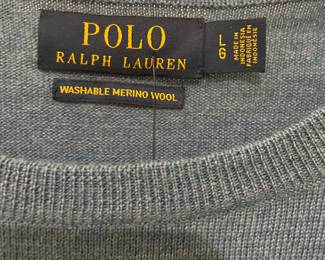 POLO
RALPH LAUREN
WASHABLE MERINO WOOL
L
G
MADE IN
INDONESIA
FABRIQUÉ EN
INDONÉSIE